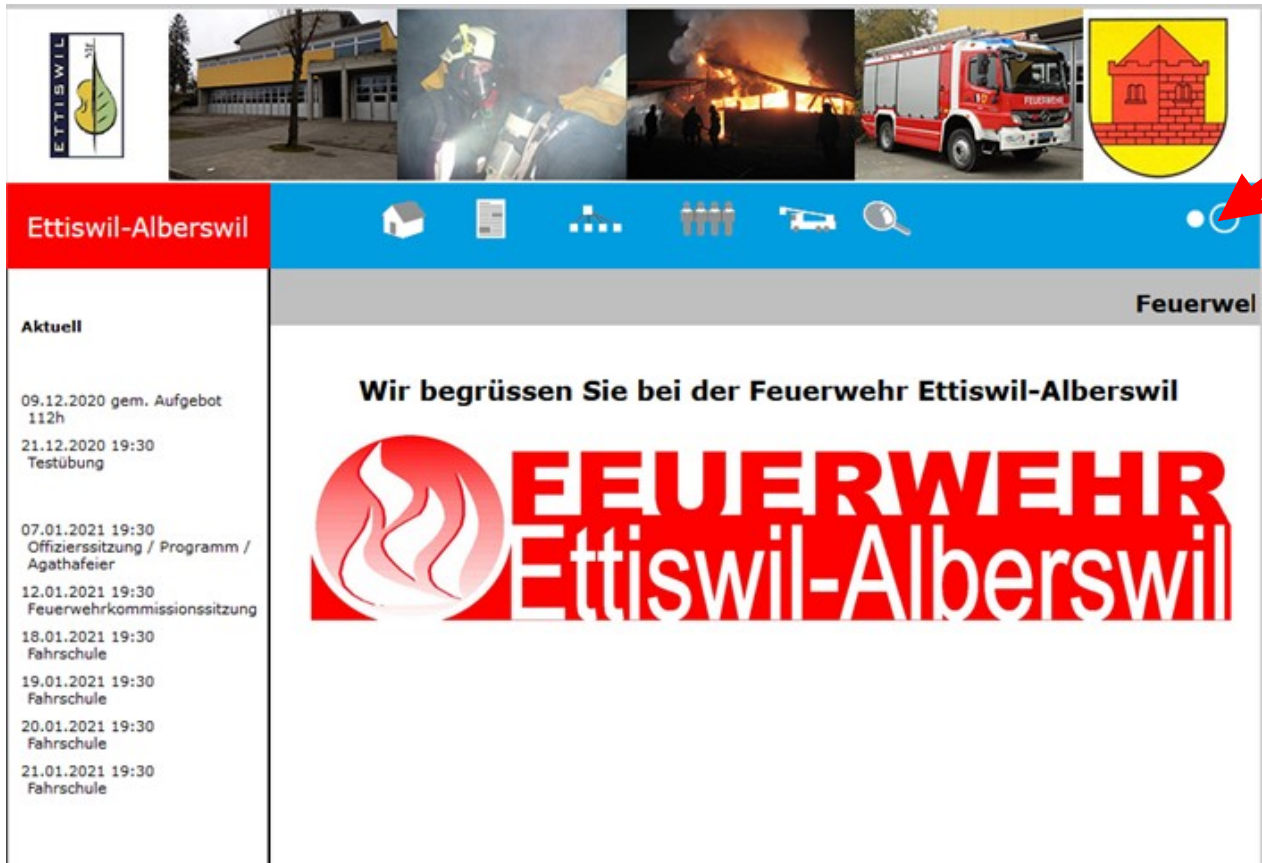 ETTISWIL
FEUERWEHR
Ettiswil-Alberswil
Feuerwel
Aktuell
09.12.2020 gem. Aufgebot
112h
21.12.2020 19:30
Testübung
07.01.2021 19:30
Offizierssitzung / Programm /
Agathafeier
12.01.2021 19:30
Feuerwehrkommissionssitzung
18.01.2021 19:30
Fahrschule
19.01.2021 19:30
Fahrschule
20.01.2021 19:30
Fahrschule
21.01.2021 19:30
Fahrschule
Wir begrüssen Sie bei der Feuerwehr Ettiswil-Alberswil
FEUERWEHR
Ettiswil-Alberswil